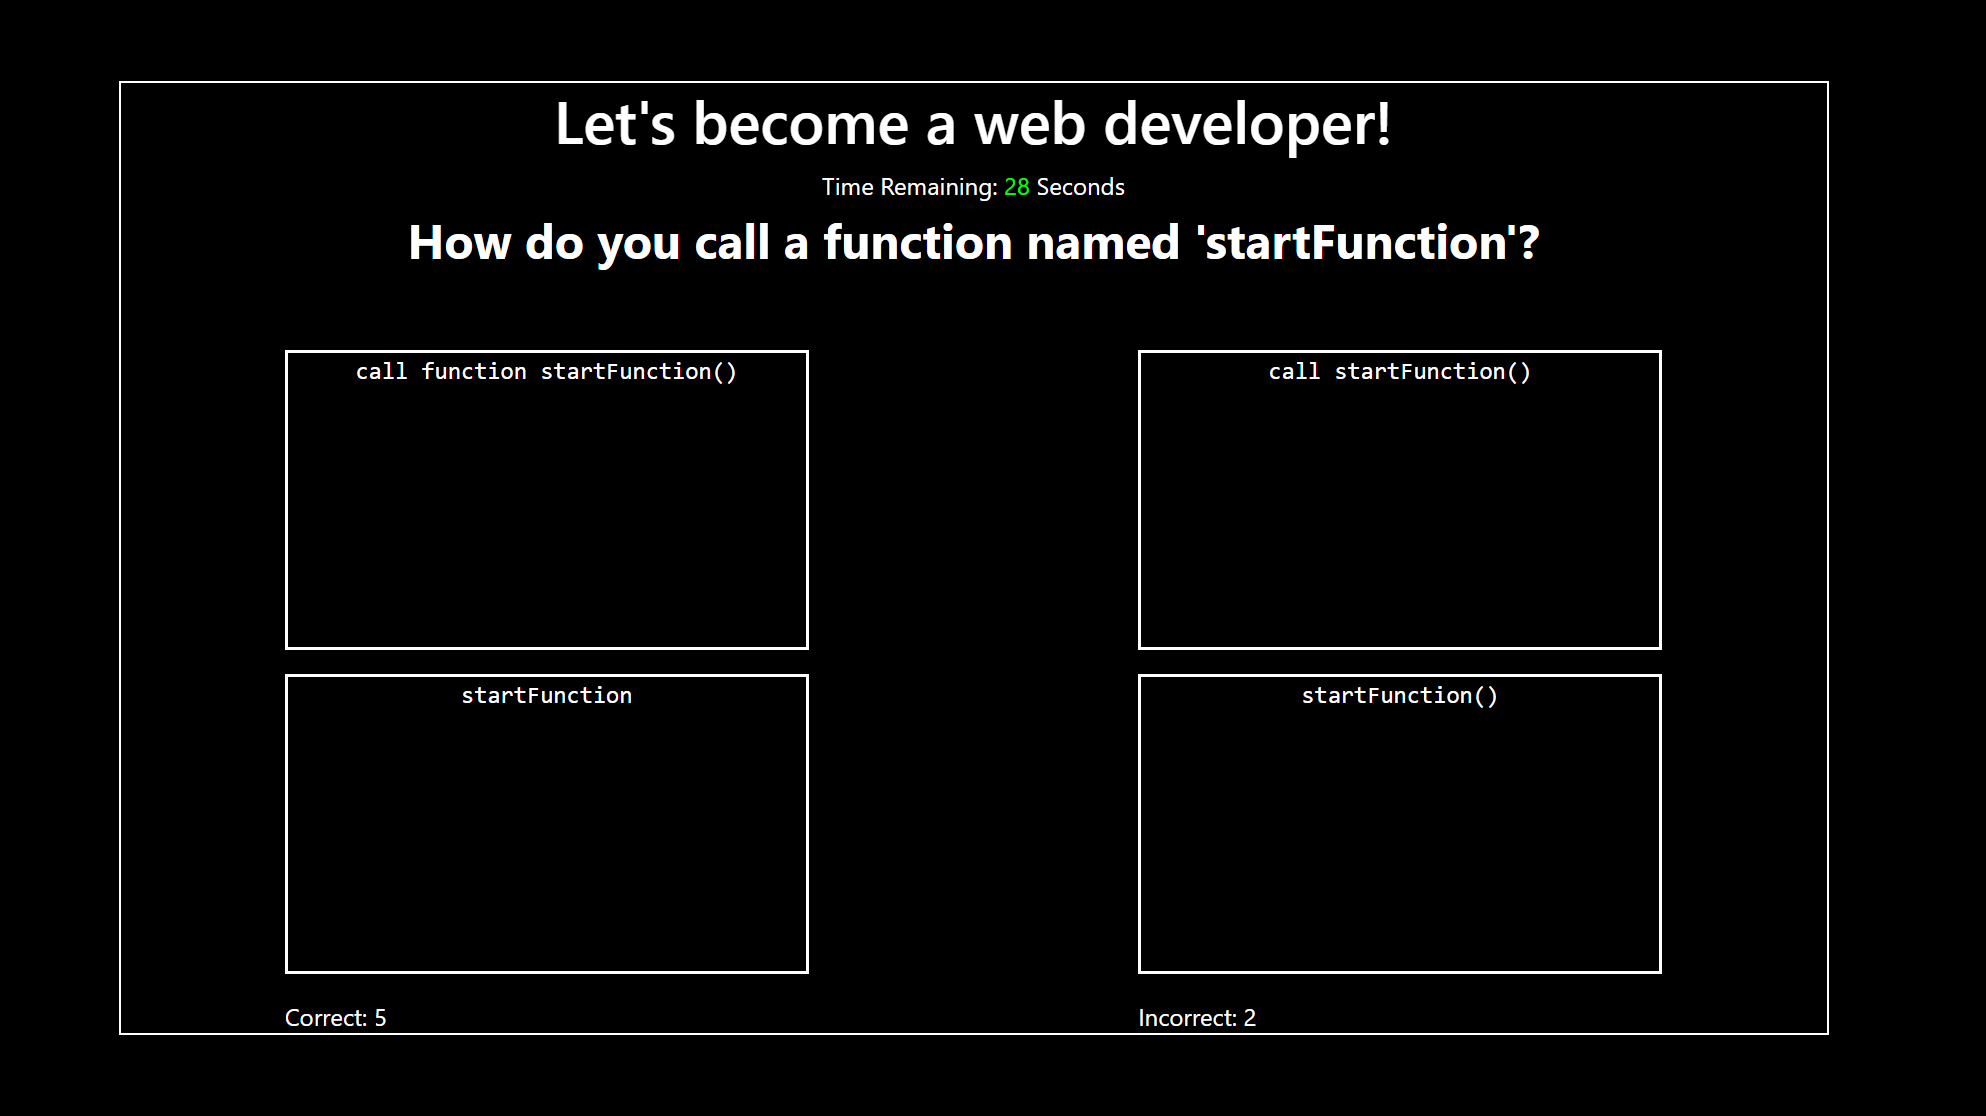 Let's become a web developer!
Time Remaining: 28 Seconds
How do you call a function named 'startFunction'?
call function startFunction()
call startFunction()
startFunction
startFunction()
Correct: 5
Incorrect: 2